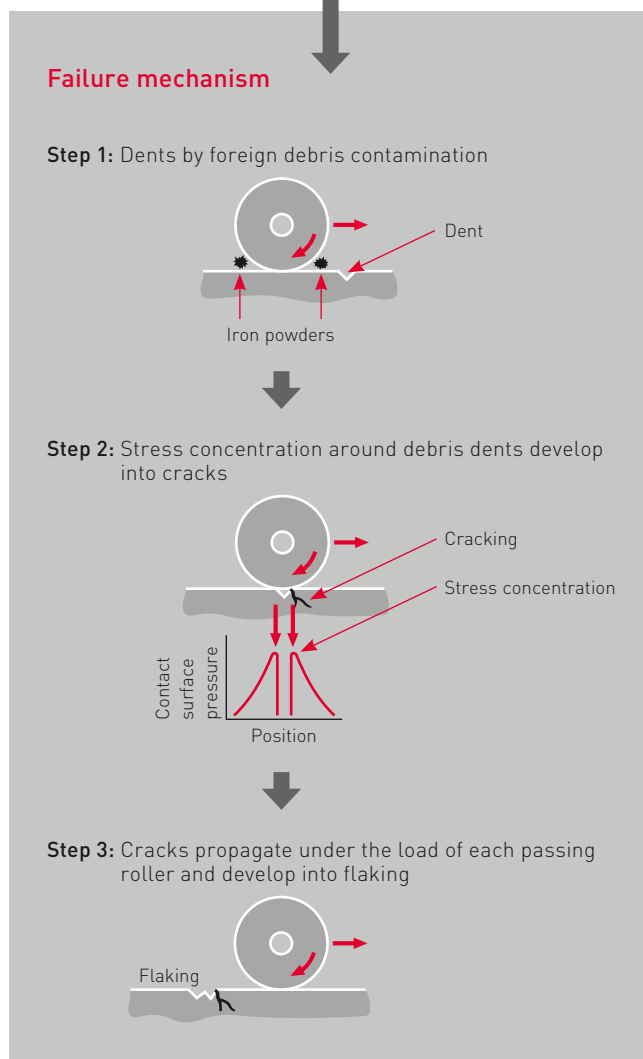 Failure mechanism
Step 1: Dents by foreign debris contamination
Dent
Iron powders
Step 2: Stress concentration around debris dents develop
into cracks
Cracking
Stress concentration
Contact
surface
pressure
Position
Step 3: Cracks propagate under the load of each passing
roller and develop into flaking
Flaking